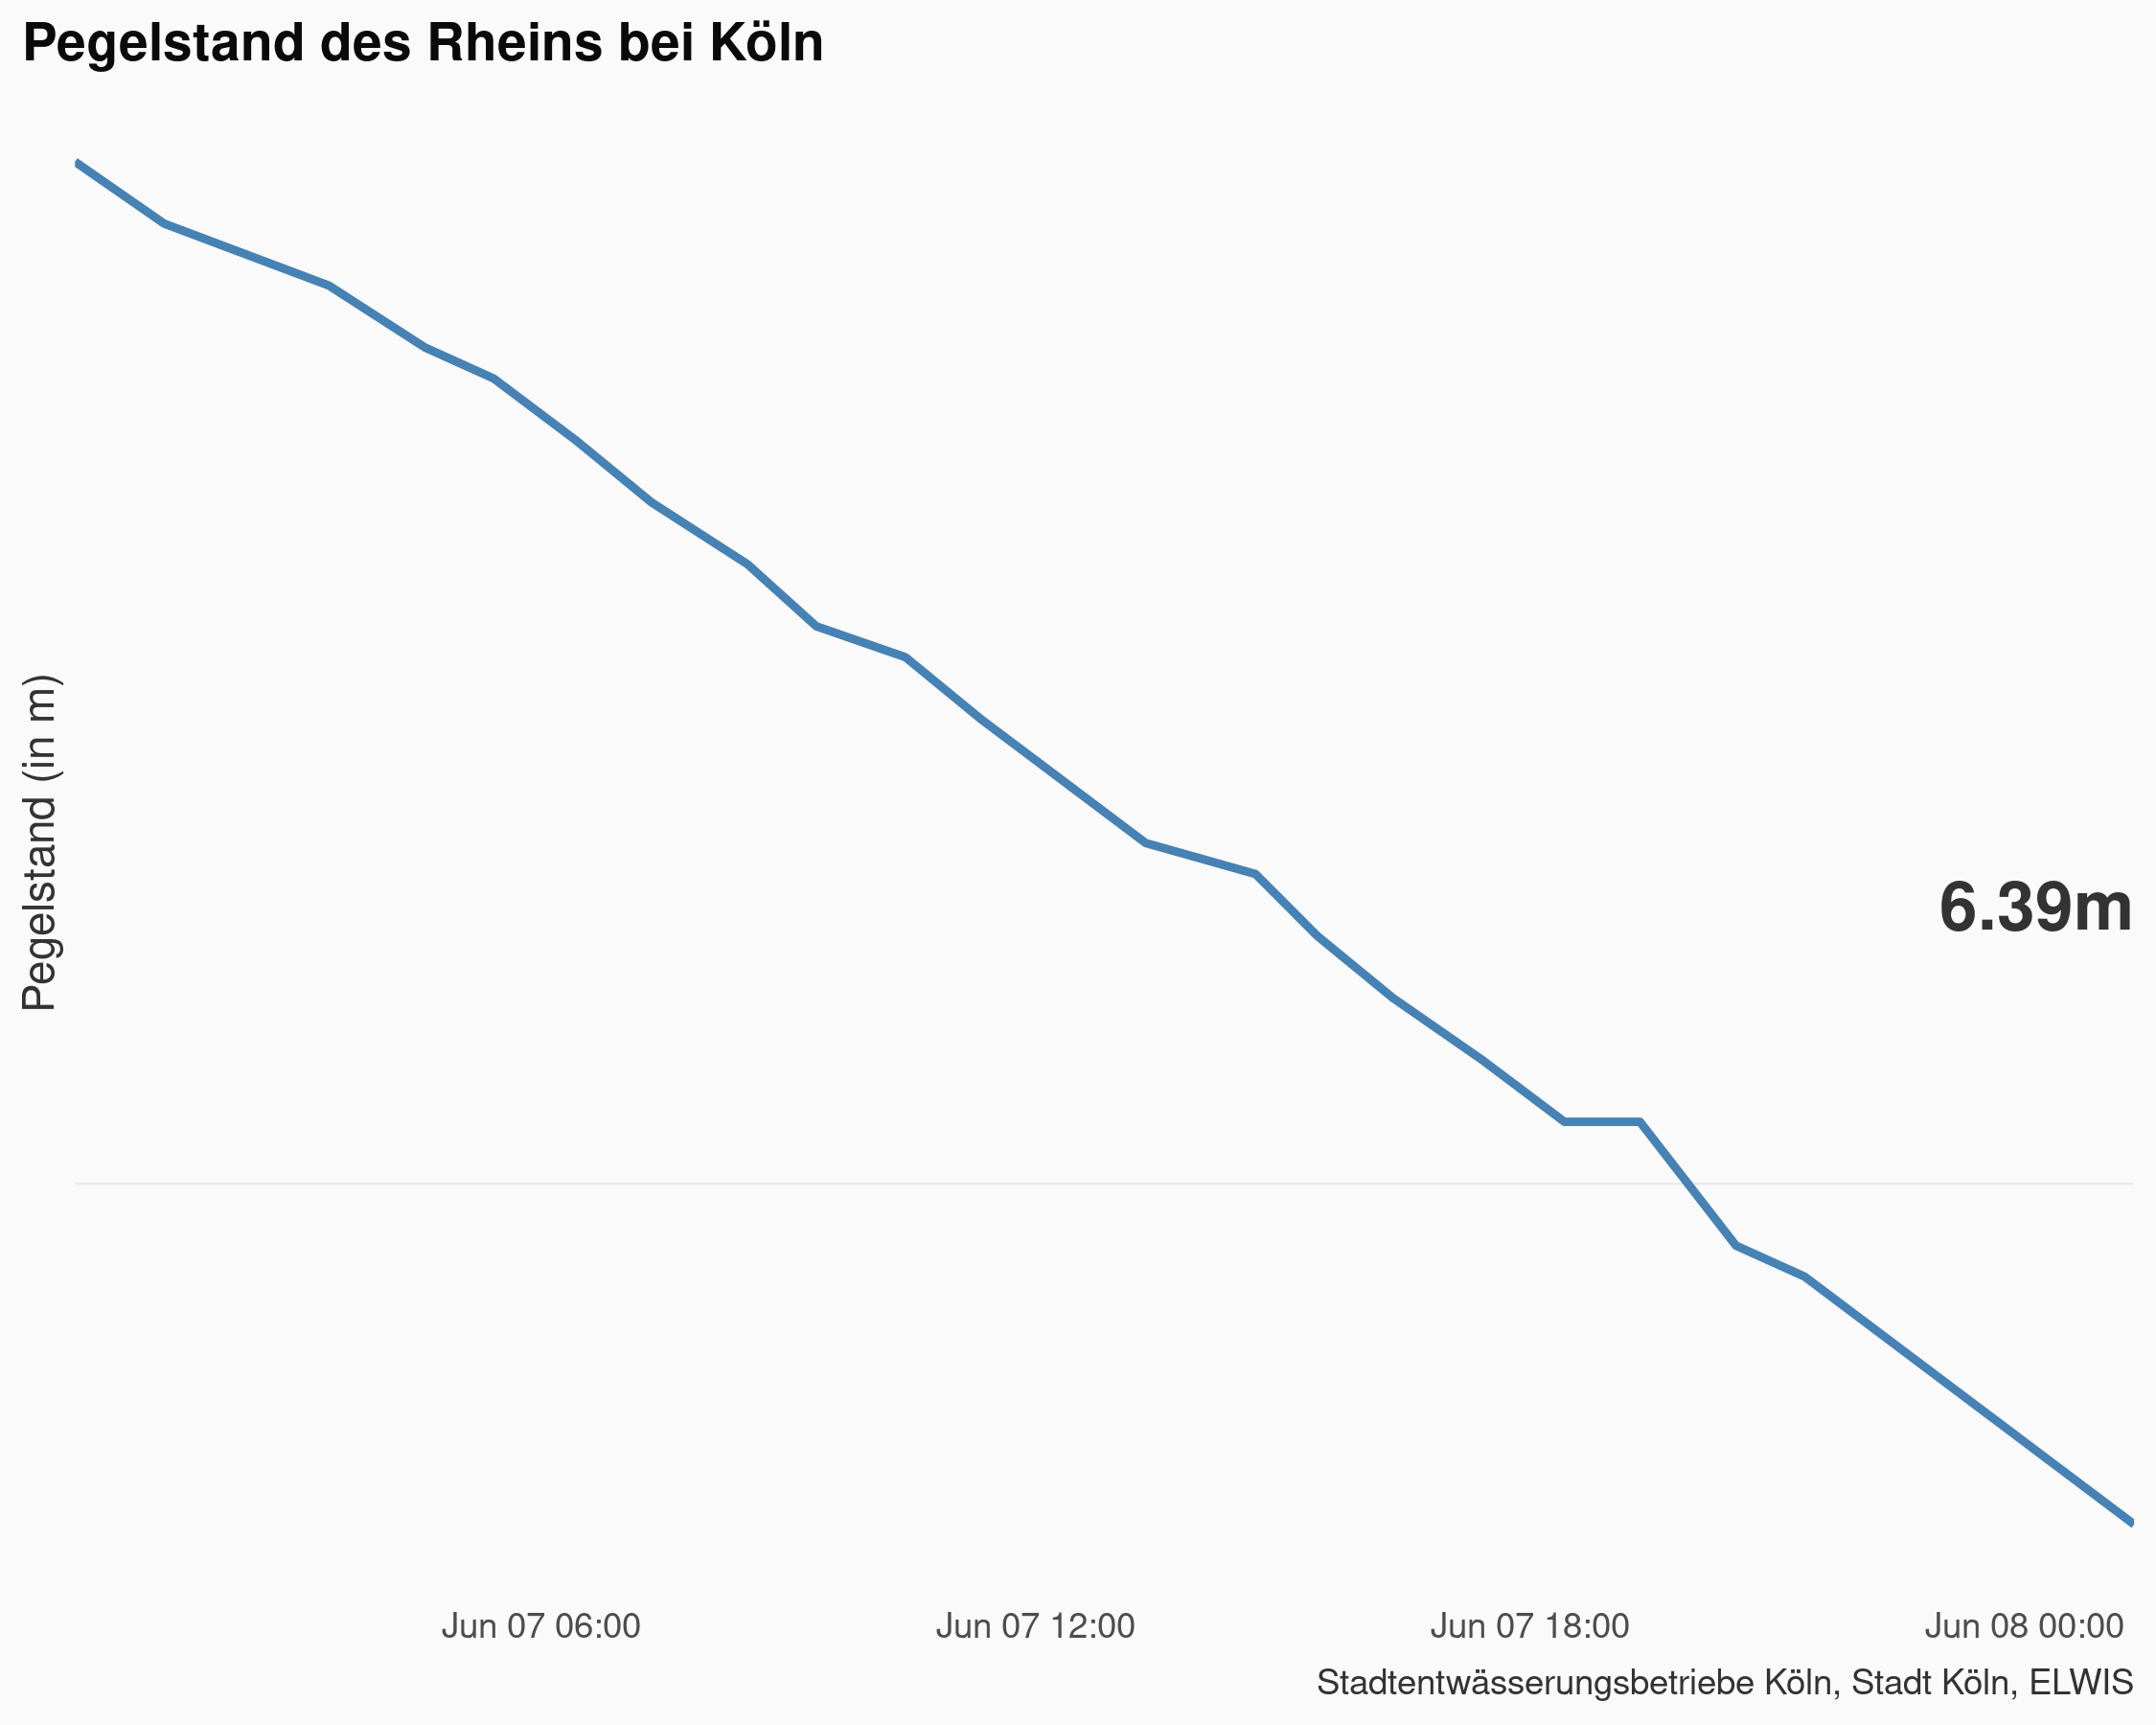 Pegelstand des Rheins bei Köln
Pegelstand (in m)
6.39m
Jun 07 06:00 Jun 07 12:00 Jun 07 18:00 Jun 08 00:00
Stadtentwässerungsbetriebe Köln, Stadt Köln, ELWIS